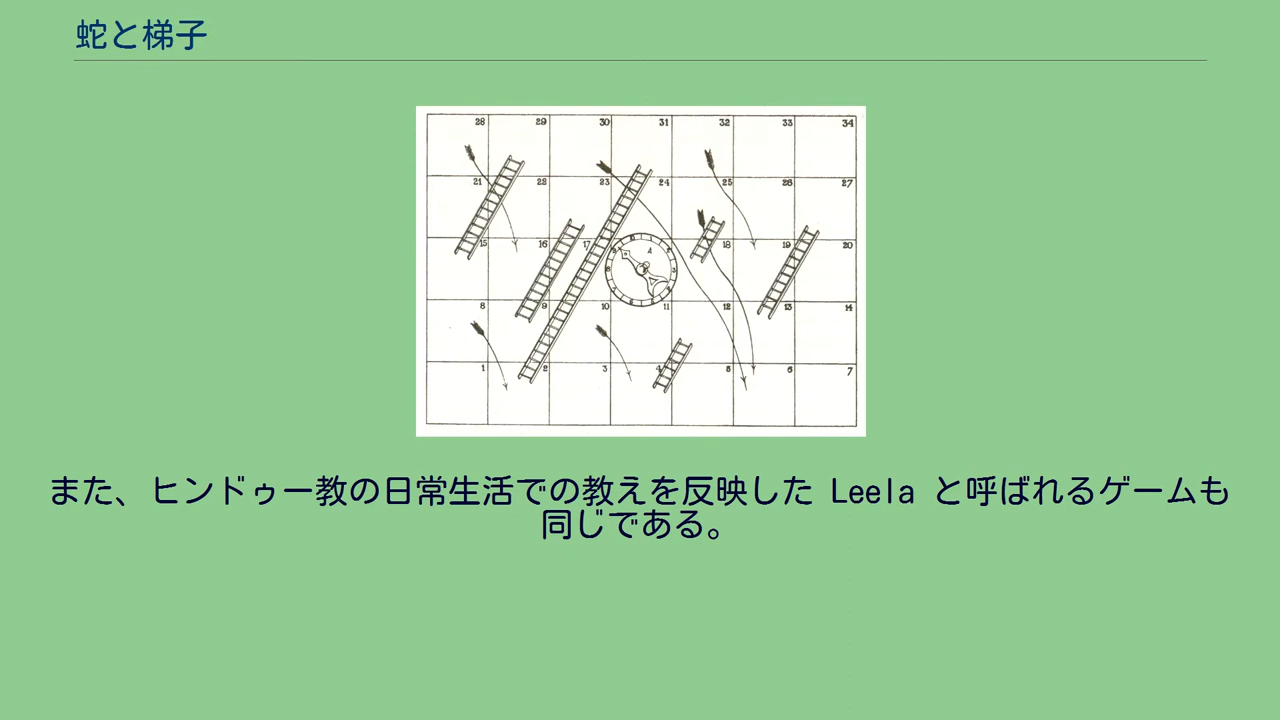 蛇と梯子
28 29 30 31 32 33 34
21 22 23 24 25 26 27
15 16 17 18 19 20
8 9 10 11 12 13 14
1 2 3 4 5 6 7
また、ヒンドゥー教の日常生活での教えを反映した Leela と呼ばれるゲームも
同じである。